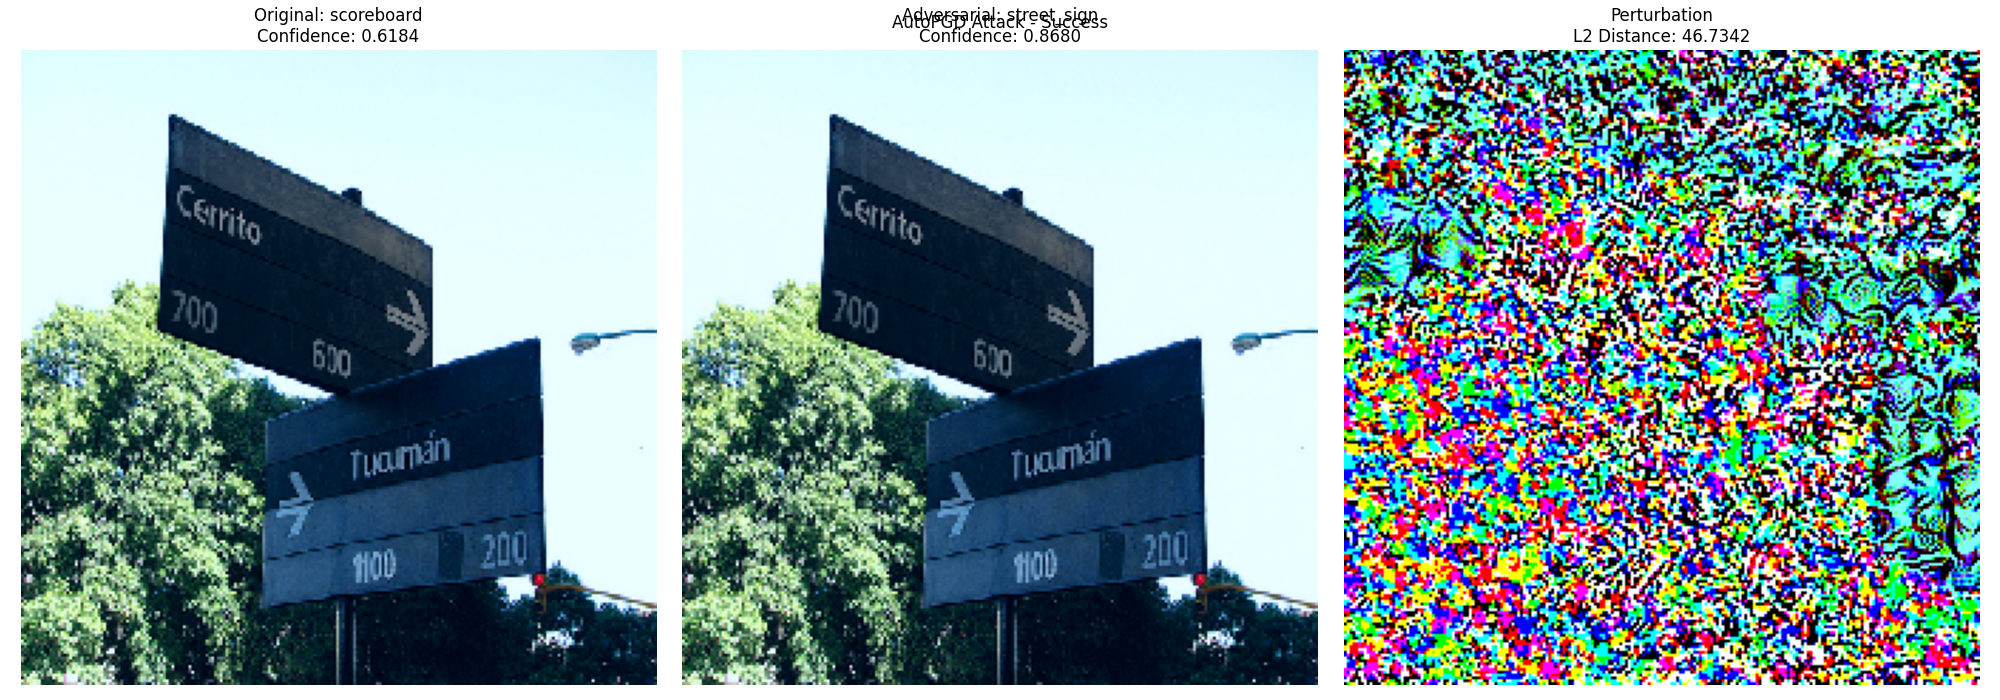 Original: scoreboard
Confidence: 0.6184
AutoPGD Attack - Success
Adversarial: street_sign
Confidence: 0.8680
Perturbation
L2 Distance: 46.7342
Cerrito
700
600
Tucumán
1100
200
Cerrito
700
600
Tucumán
1100
200